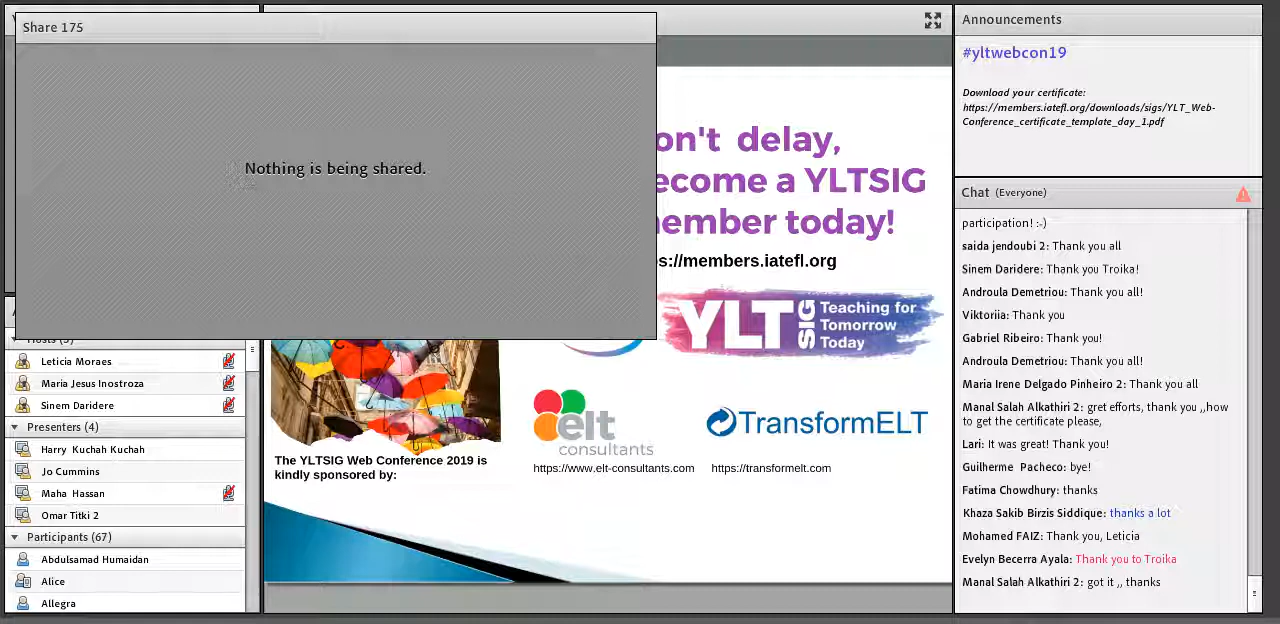 Share 175
Nothing is being shared.
Leticia Moraes
Maria Jesus Inostroza
Sinem Daridere
Presenters (4)
Harry Kuchah Kuchah
Jo Cummins
Maha Hassan
Omar Titki 2
Participants (67)
Abdulsamad Humaidan
Alice
Allegra
on't delay,
ecome a YLTSIG
ember today!
s://members.iatefl.org
YLT SIG Teaching for
Tomorrow
Today
elt
consultants
TransformELT
The YLTSIG Web Conference 2019 is
kindly sponsored by:
https://www.elt-consultants.com
https://transformelt.com
Announcements
#yltwebcon19
Download your certificate:
https://members.iatefl.org/downloads/sigs/YLT_Web-
Conference_certificate_template_day_1.pdf
Chat (Everyone)
participation! :-)
saida jendoubi 2: Thank you all
Sinem Daridere: Thank you Troika!
Androula Demetriou: Thank you all!
Viktoriia: Thank you
Gabriel Ribeiro: Thank you!
Androula Demetriou: Thank you all!
Maria Irene Delgado Pinheiro 2: Thank you all
Manal Salah Alkathiri 2: gret efforts, thank you ,,how
to get the certificate please,
Lari: It was great! Thank you!
Guilherme Pacheco: bye!
Fatima Chowdhury: thanks
Khaza Sakib Birzis Siddique: thanks a lot
Mohamed FAIZ: Thank you, Leticia
Evelyn Becerra Ayala: Thank you to Troika
Manal Salah Alkathiri 2: got it ,, thanks